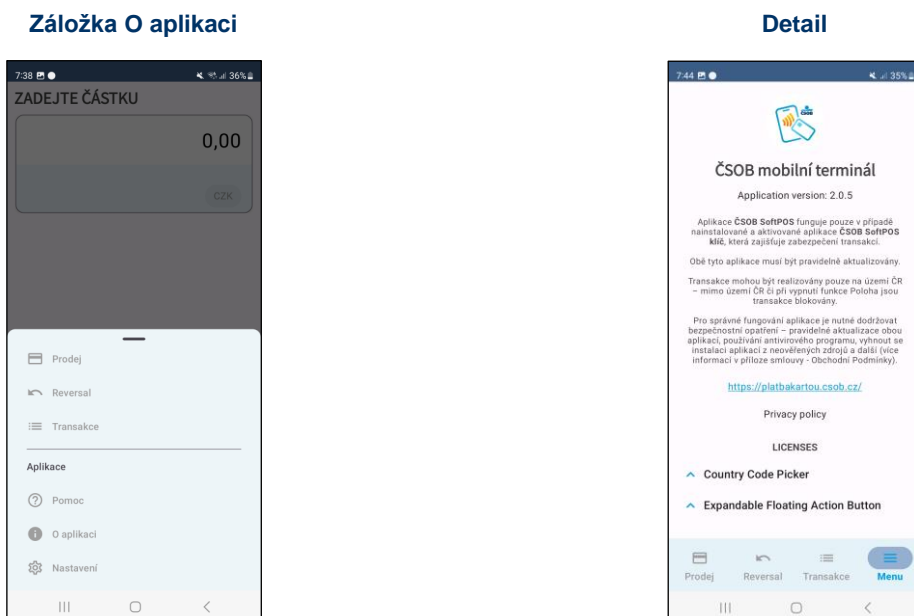 Záložka O aplikaci
Detail
7:38
36%
ZADEJTE ČÁSTKU
0,00
CZK
Prodej
Reversal
Transakce
Aplikace
Pomoc
O aplikaci
Nastavení
7:44
35%
ČSOB
ČSOB mobilní terminál
Application version: 2.0.5
Aplikace ČSOB SoftPOS funguje pouze v případě
nainstalované a aktivované aplikace ČSOB SoftPOS
klíč, která zajišťuje zabezpečení transakcí.
Obě tyto aplikace musí být pravidelně aktualizovány.
Transakce mohou být realizovány pouze na území ČR
– mimo území ČR či při vypnutí funkce Poloha jsou
transakce blokovány.
Pro správné fungování aplikace je nutné dodržovat
bezpečnostní opatření – pravidelné aktualizace obou
aplikací, používání antivirového programu, vyhnout se
instalaci aplikací z neověřených zdrojů a další (více
informací v příloze smlouvy - Obchodní Podmínky).
https://platbakartou.csob.cz/
Privacy policy
LICENSES
Country Code Picker
Expandable Floating Action Button
Prodej Reversal Transakce Menu